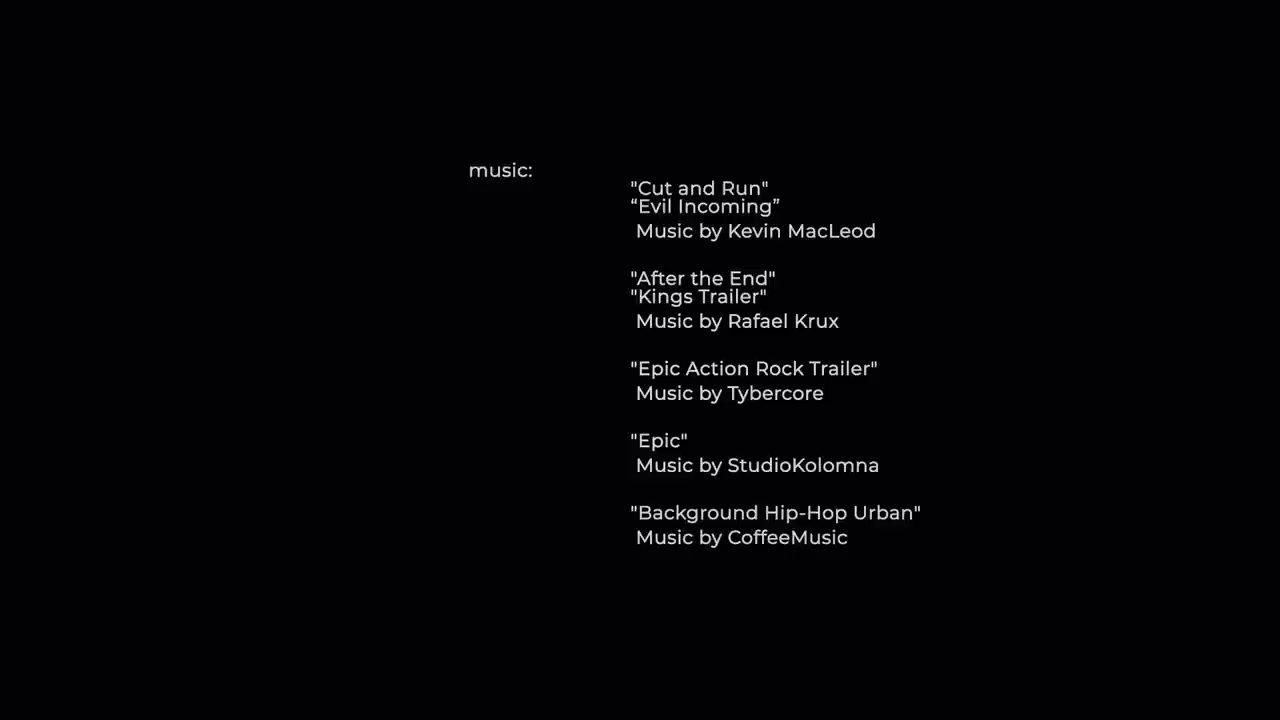 music:
"Cut and Run"
“Evil Incoming”
Music by Kevin MacLeod
"After the End"
"Kings Trailer"
Music by Rafael Krux
"Epic Action Rock Trailer"
Music by Tybercore
"Epic"
Music by StudioKolomna
"Background Hip-Hop Urban"
Music by CoffeeMusic